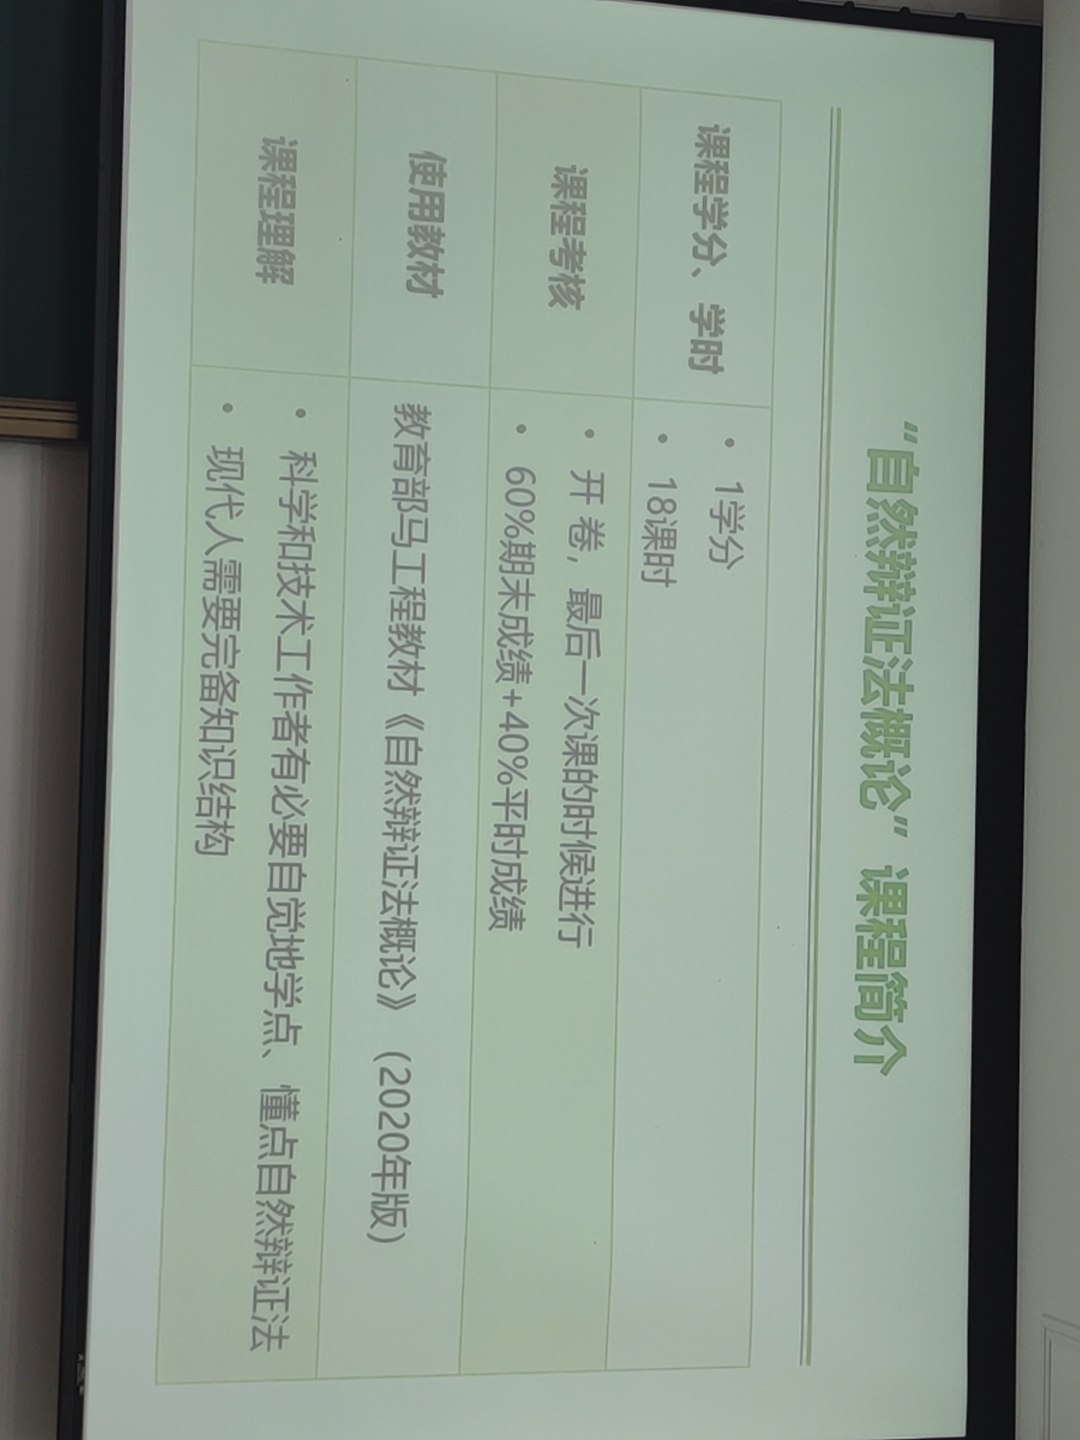 “自然辩证法概论”课程简介
课程学分、学时
• 1学分
• 18课时
课程考核
• 开 卷，最后一次课的时候进行
• 60%期末成绩+40%平时成绩
使用教材
教育部马工程教材《自然辩证法概论》（2020年版）
课程理解
• 科学和技术工作者有必要自觉地学点、懂点自然辩证法
• 现代人需要完备知识结构